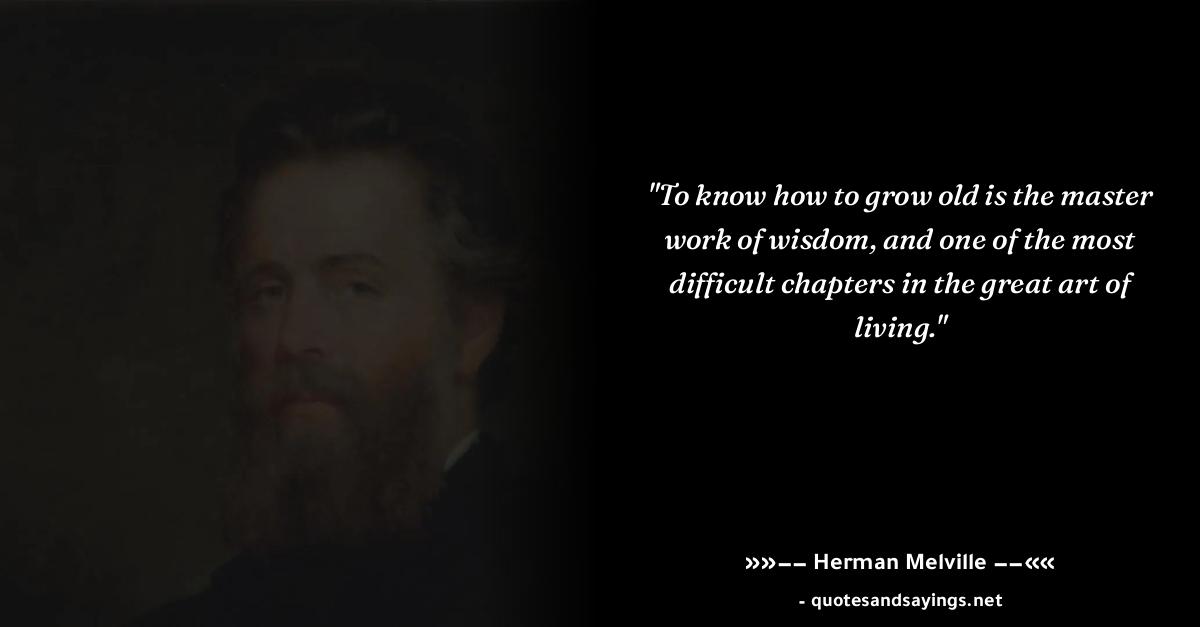 "To know how to grow old is the master
work of wisdom, and one of the most
difficult chapters in the great art of
living."
»»−− Herman Melville −−««
- quotesandsayings.net